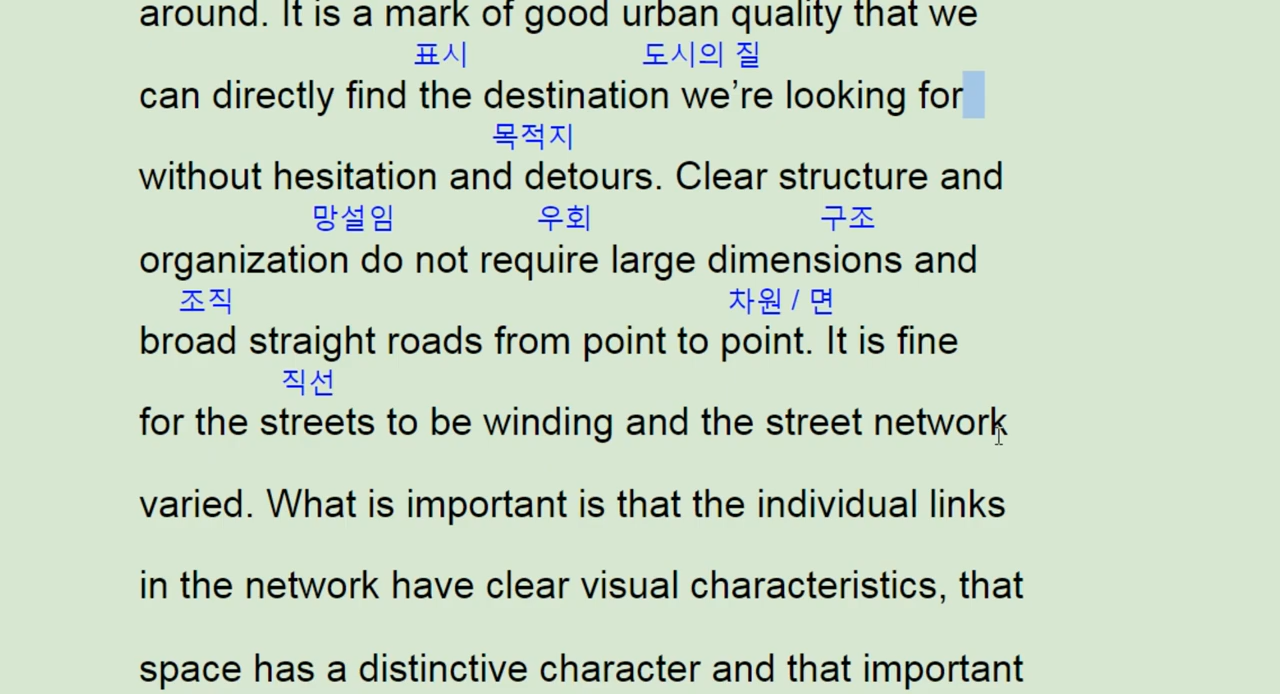 around. It is a mark of good urban quality that we
표시 도시의 질
can directly find the destination we’re looking for
목적지
without hesitation and detours. Clear structure and
망설임 우회 구조
organization do not require large dimensions and
조직 차원 / 면
broad straight roads from point to point. It is fine
직선
for the streets to be winding and the street network
varied. What is important is that the individual links
in the network have clear visual characteristics, that
space has a distinctive character and that important